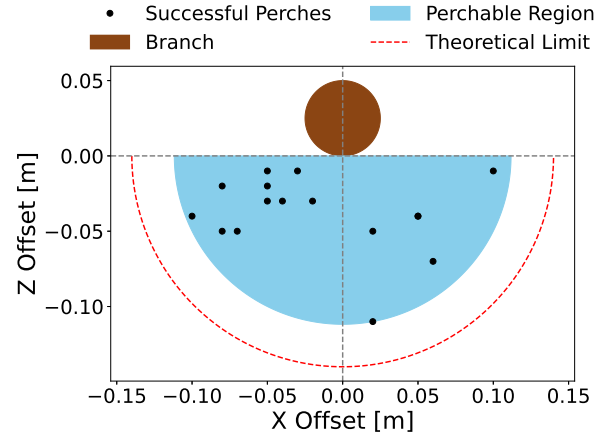 Successful Perches
Perchable Region
Branch
Theoretical Limit
0.05
0.00
−0.05
−0.10
Z Offset [m]
−0.15 −0.10 −0.05 0.00 0.05 0.10 0.15
X Offset [m]